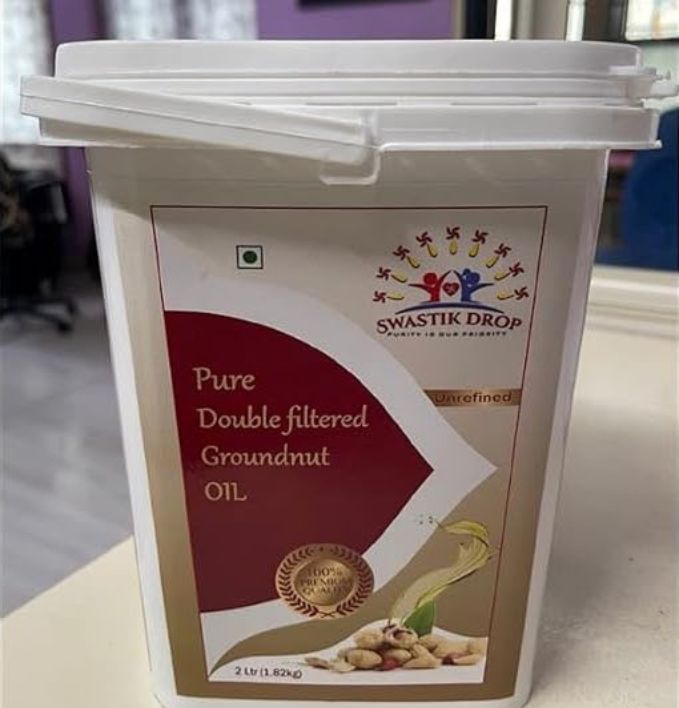 SWASTIK DROP
PURITY IS OUR PRIORITY
Unrefined
Pure
Double filtered
Groundnut
OIL
100%
PREMIUM
QUALITY
2 Ltr (1.82kg)